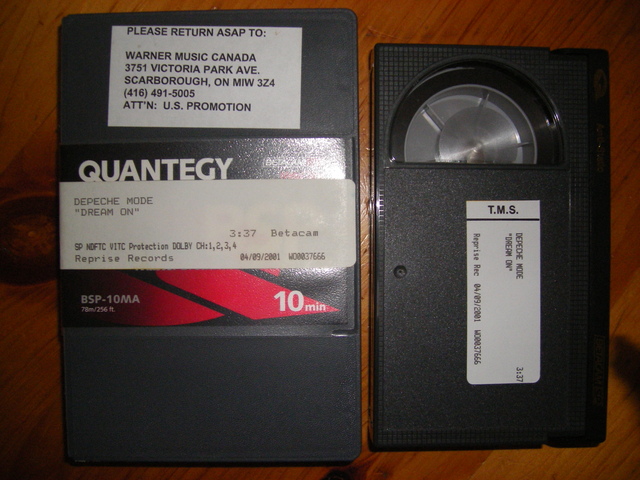 PLEASE RETURN ASAP TO:
WARNER MUSIC CANADA
3751 VICTORIA PARK AVE.
SCARBOROUGH, ON MIW 3Z4
(416) 491-5005
ATT'N: U.S. PROMOTION
QUANTEGY
DEPECHE MODE
"DREAM ON"
3:37 Betacam
SP NDFTC VITC Protection DOLBY CH:1,2,3,4
Reprise Records 04/09/2001 WO0037666
BSP-10MA
78m/256 ft.
10 min
T.M.S.
DEPECHE MODE
"DREAM ON"
3:37
Reprise Rec 04/09/2001 WO0037666